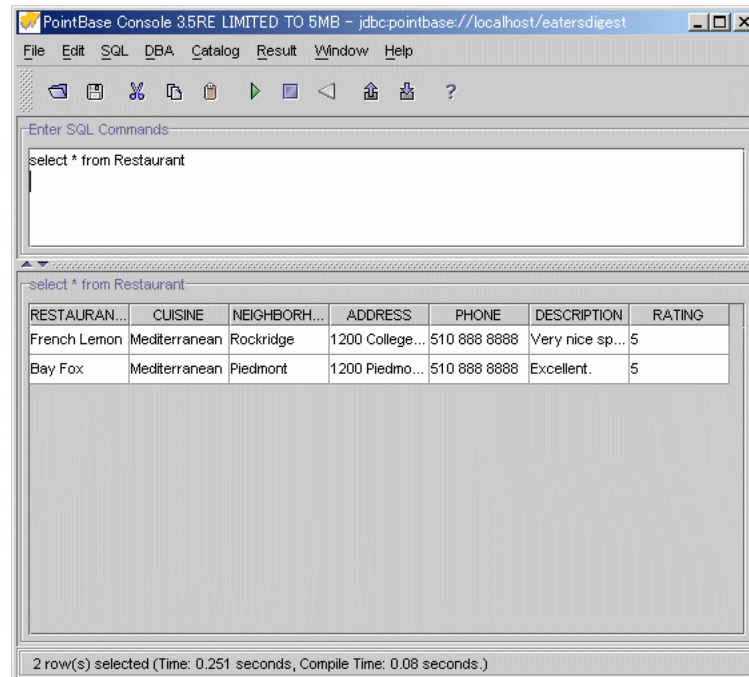 PointBase Console 3.5RE LIMITED TO 5MB - jdbc:pointbase://localhost/eatersdigest
File Edit SQL DBA Catalog Result Window Help
?
Enter SQL Commands
select * from Restaurant
select * from Restaurant
RESTAURAN... CUISINE NEIGHBORH... ADDRESS PHONE DESCRIPTION RATING
French Lemon Mediterranean Rockridge 1200 College... 510 888 8888 Very nice sp... 5
Bay Fox Mediterranean Piedmont 1200 Piedmo... 510 888 8888 Excellent. 5
2 row(s) selected (Time: 0.251 seconds, Compile Time: 0.08 seconds.)